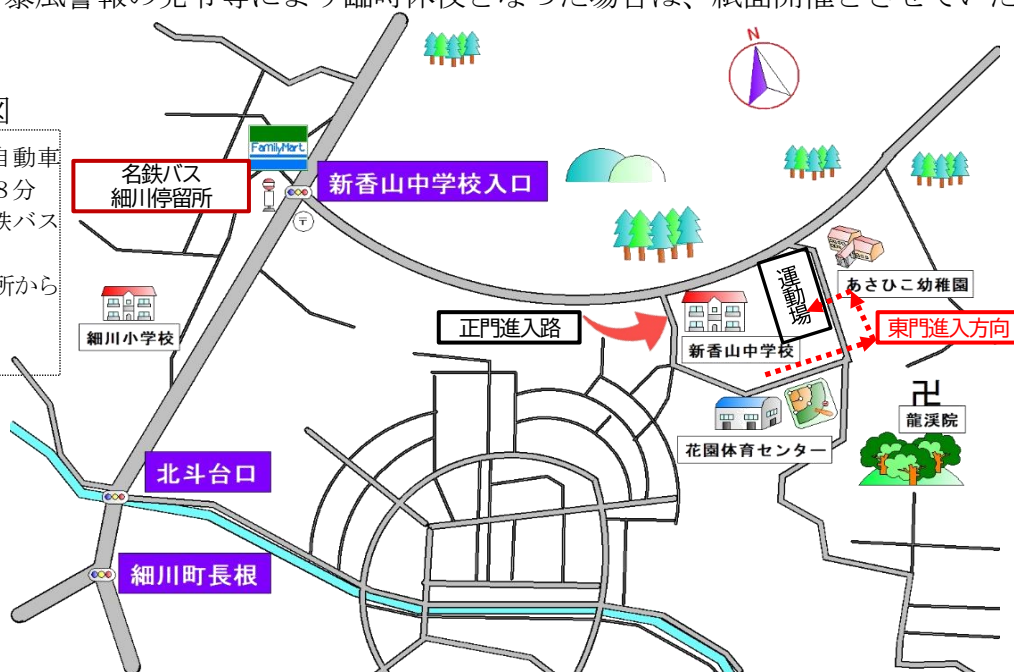 暴風警報の発令等により臨時休校となった場合は、紙面開催とさせていた
N
図
自動車
8分
鉄バス
所から
FamilyMart
名鉄バス
細川停留所
新香山中学校入口
〒
細川小学校
正門進入路
運動場
あさひこ幼稚園
新香山中学校
東門進入方向
卍
龍渓院
花園体育センター
北斗台口
細川町長根